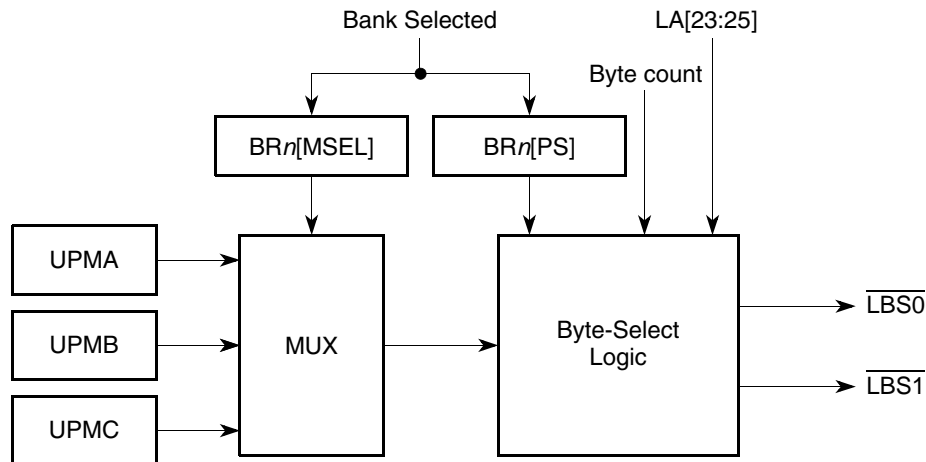 Bank Selected
LA[23:25]
Byte count
BRn[MSEL]
BRn[PS]
UPMA
UPMB
UPMC
MUX
Byte-Select
Logic
LBS0
LBS1